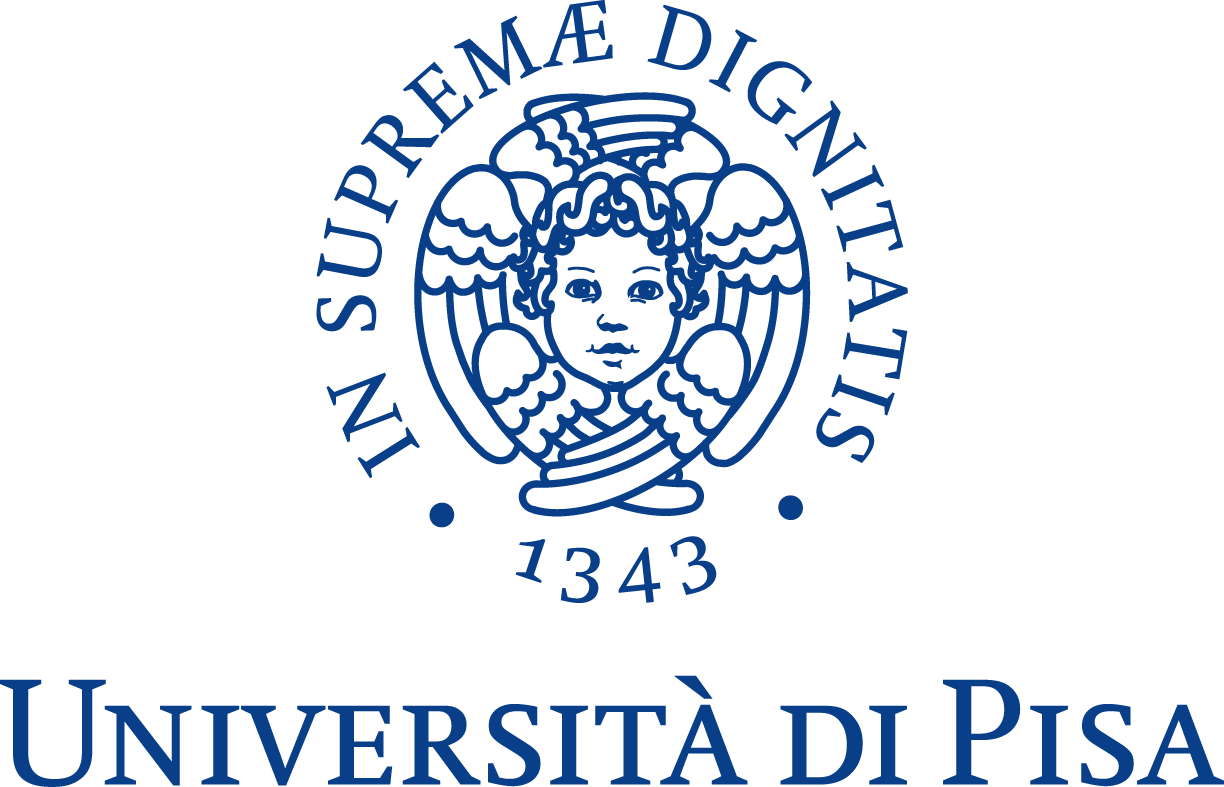 IN SUPREMÆ DIGNITATIS
1343
UNIVERSITÀ DI PISA